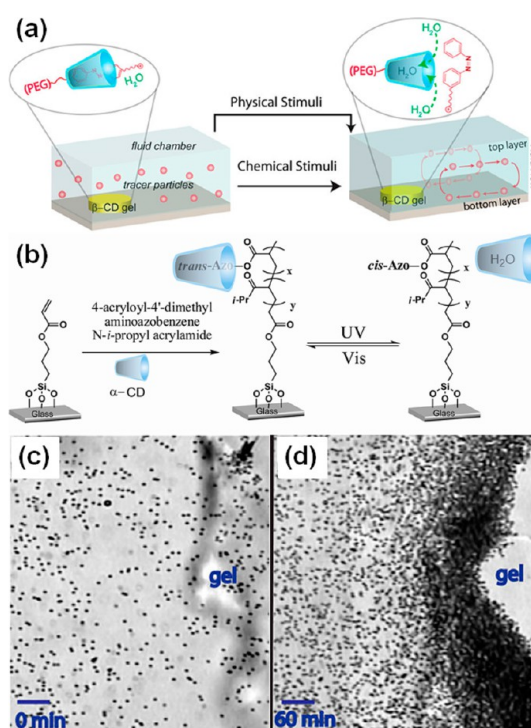 (a)
H₂O
(PEG)
H₂O
(PEG)
H₂O
H₂O
N=N
Physical Stimuli
Chemical Stimuli
fluid chamber
tracer particles
β-CD gel
top layer
β-CD gel
bottom layer
(b)
trans-Azo
O
O
x
i-Pr
O
y
O
O
Si
O
O
O
Glass
cis-Azo
O
O
x
H₂O
i-Pr
O
y
O
O
Si
O
O
O
Glass
4-acryloyl-4'-dimethyl
aminoazobenzene
N-i-propyl acrylamide
α-CD
UV
Vis
O
O
Si
O
O
O
Glass
(c)
gel
0 min
(d)
gel
60 min